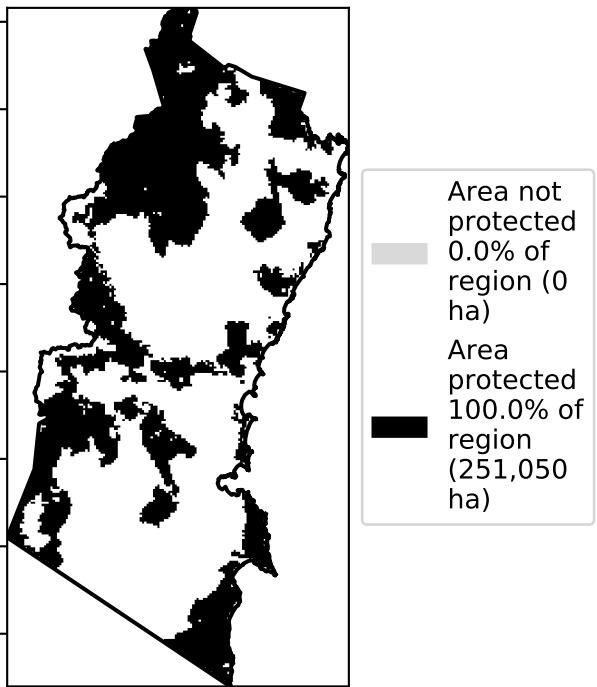 Area not
protected
0.0% of
region (0
ha)
Area
protected
100.0% of
region
(251,050
ha)